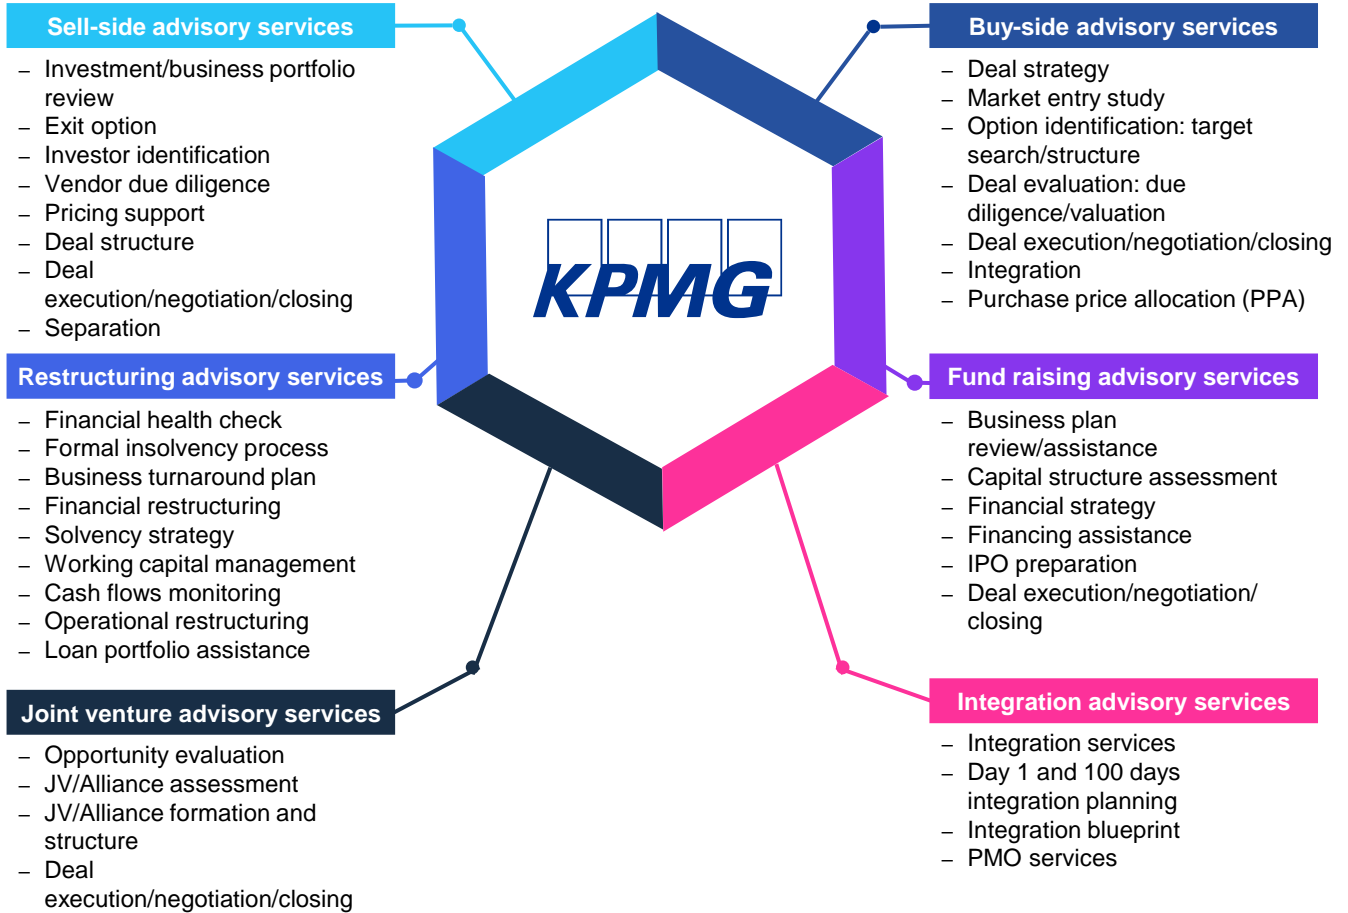 Sell-side advisory services
– Investment/business portfolio
review
– Exit option
– Investor identification
– Vendor due diligence
– Pricing support
– Deal structure
– Deal
execution/negotiation/closing
– Separation
Restructuring advisory services
– Financial health check
– Formal insolvency process
– Business turnaround plan
– Financial restructuring
– Solvency strategy
– Working capital management
– Cash flows monitoring
– Operational restructuring
– Loan portfolio assistance
Joint venture advisory services
– Opportunity evaluation
– JV/Alliance assessment
– JV/Alliance formation and
structure
– Deal
execution/negotiation/closing
KPMG
Buy-side advisory services
– Deal strategy
– Market entry study
– Option identification: target
search/structure
– Deal evaluation: due
diligence/valuation
– Deal execution/negotiation/closing
– Integration
– Purchase price allocation (PPA)
Fund raising advisory services
– Business plan
review/assistance
– Capital structure assessment
– Financial strategy
– Financing assistance
– IPO preparation
– Deal execution/negotiation/
closing
Integration advisory services
– Integration services
– Day 1 and 100 days
integration planning
– Integration blueprint
– PMO services